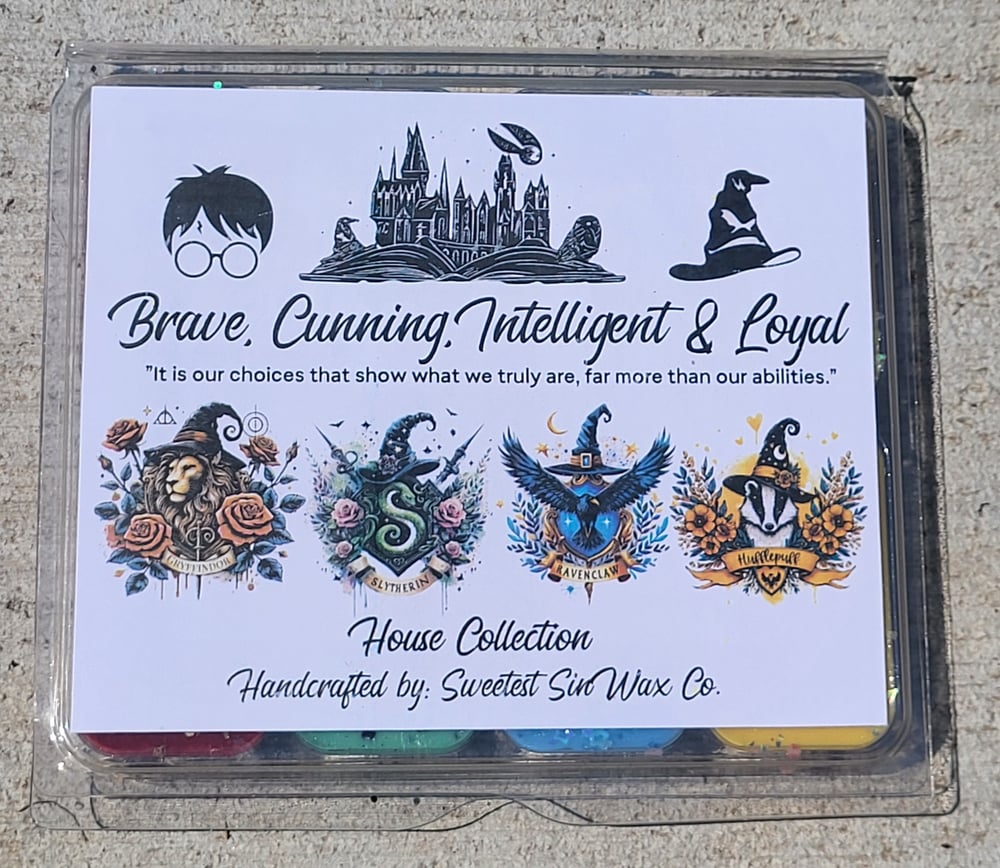 Brave, Cunning, Intelligent & Loyal
"It is our choices that show what we truly are, far more than our abilities."
GRYFFINDOR
SLYTHERIN
RAVENCLAW
Hufflepuff
House Collection
Handcrafted by: Sweetest Sin Wax Co.